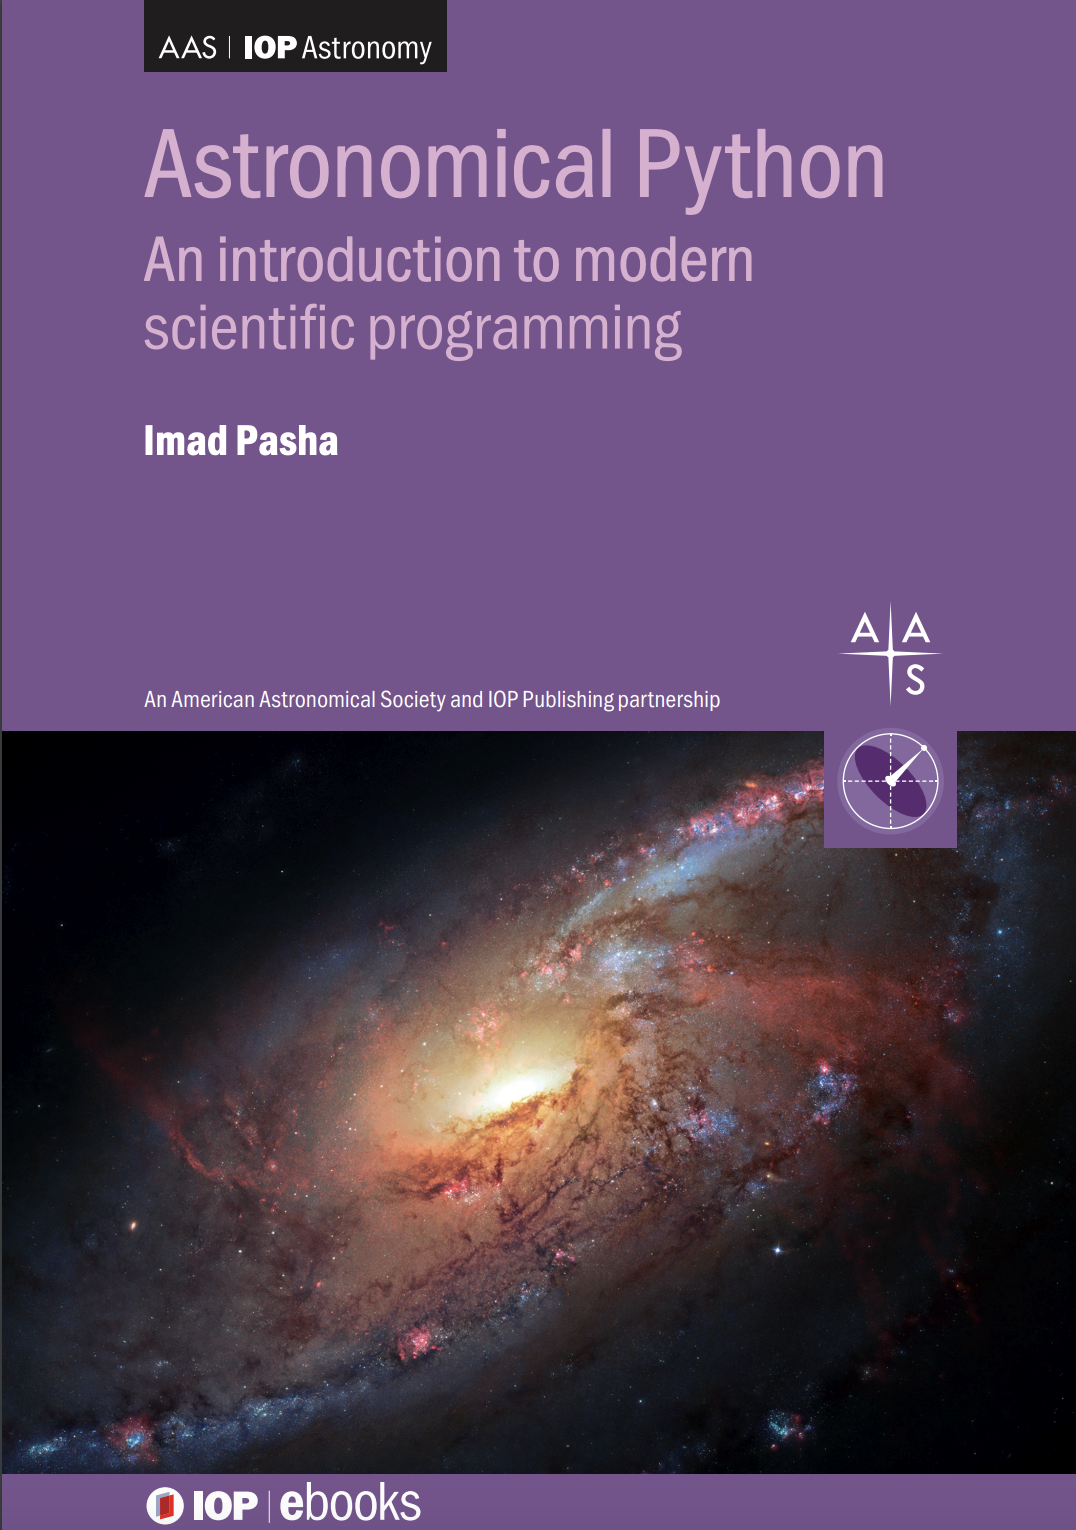 AAS | IOP Astronomy
Astronomical Python
An introduction to modern
scientific programming
Imad Pasha
A A
S
An American Astronomical Society and IOP Publishing partnership
IOP | ebooks